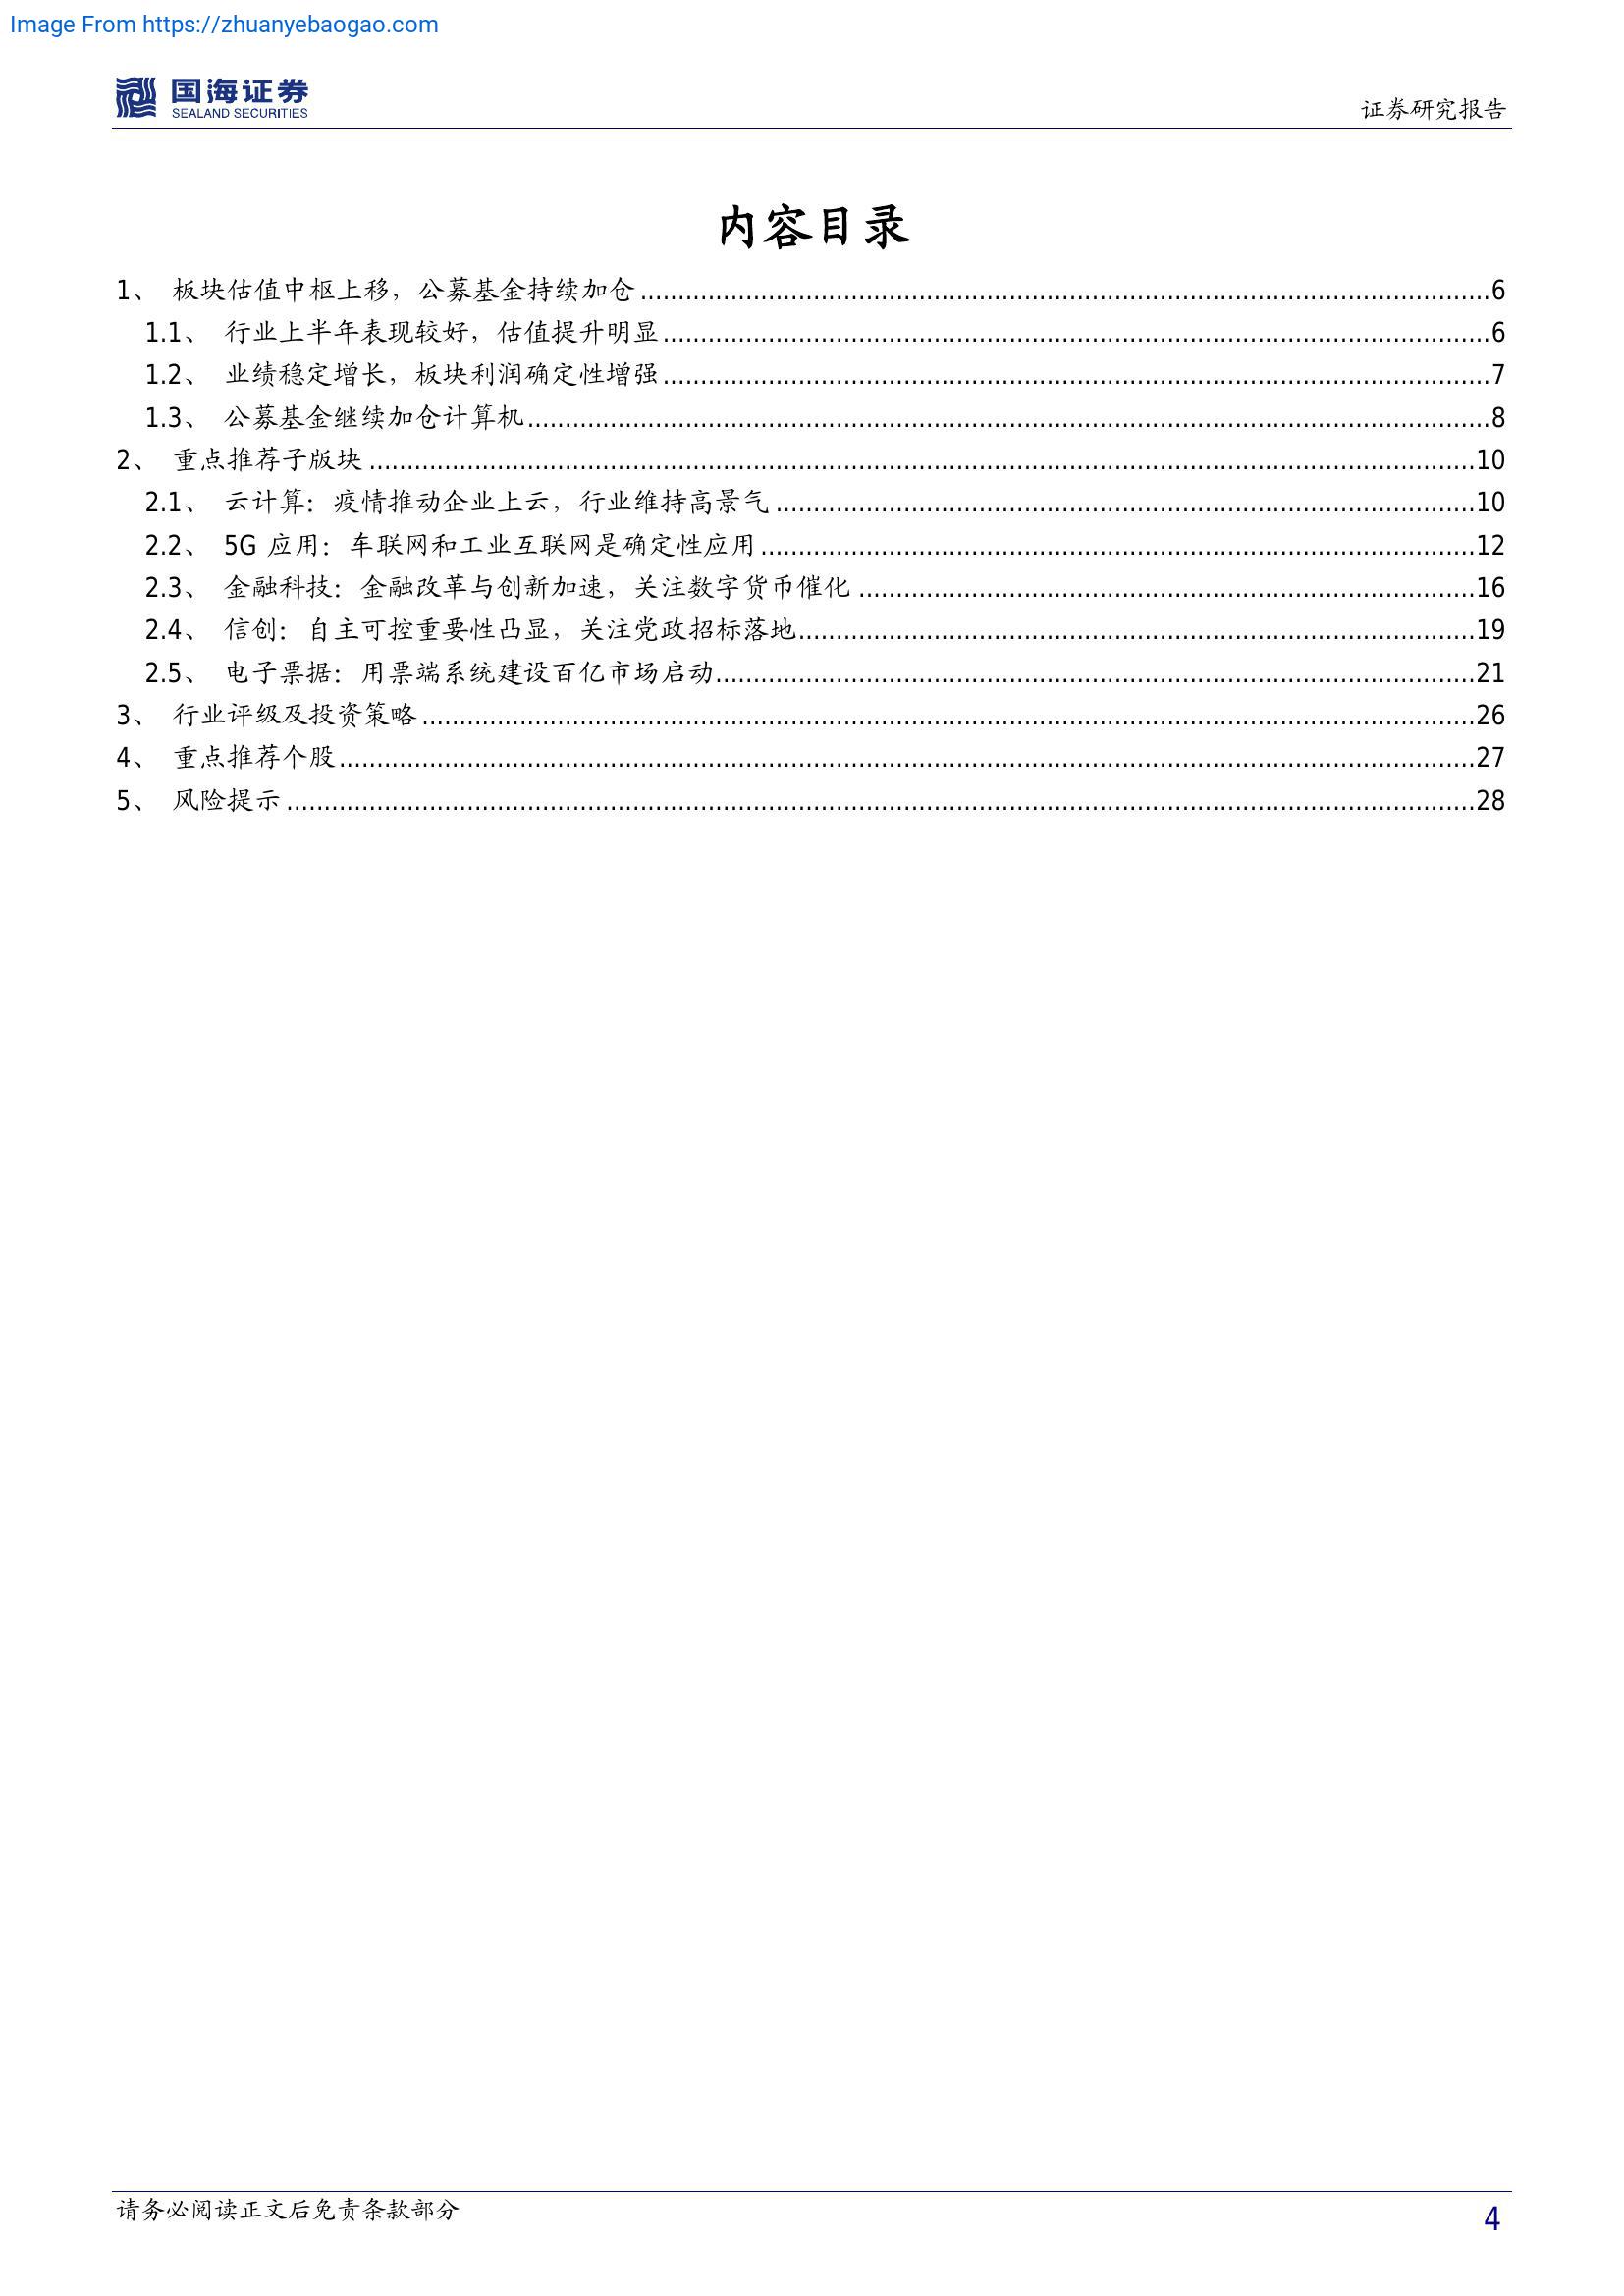 Image From https://zhuanyebaogao.com
国海证券
SEALAND SECURITIES
证券研究报告
内容目录
1、 板块估值中枢上移，公募基金持续加仓 6
1.1、 行业上半年表现较好，估值提升明显 6
1.2、 业绩稳定增长，板块利润确定性增强 7
1.3、 公募基金继续加仓计算机 8
2、 重点推荐子版块 10
2.1、 云计算：疫情推动企业上云，行业维持高景气 10
2.2、 5G 应用：车联网和工业互联网是确定性应用 12
2.3、 金融科技：金融改革与创新加速，关注数字货币催化 16
2.4、 信创：自主可控重要性凸显，关注党政招标落地 19
2.5、 电子票据：用票端系统建设百亿市场启动 21
3、 行业评级及投资策略 26
4、 重点推荐个股 27
5、 风险提示 28
请务必阅读正文后免责条款部分
4